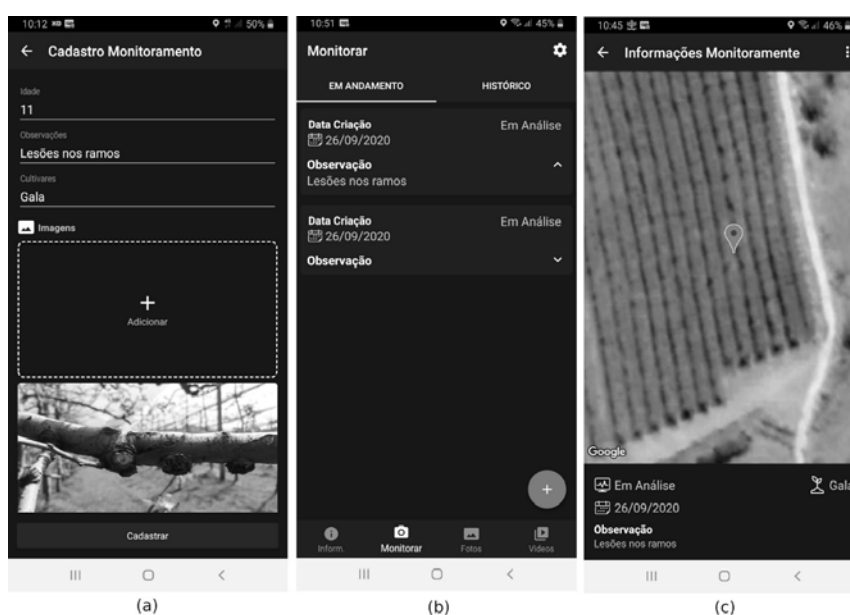 10:12
50%
Cadastro Monitoramento
Idade
11
Observações
Lesões nos ramos
Cultivares
Gala
Imagens
+
Adicionar
Cadastrar
(a)
10:51
45%
Monitorar
EM ANDAMENTO
HISTÓRICO
Data Criação
Em Análise
26/09/2020
Observação
Lesões nos ramos
Data Criação
Em Análise
26/09/2020
Observação
+
Inform.
Monitorar
Fotos
Vídeos
(b)
10:45
46%
Informações Monitoramente
Google
Em Análise
Gala
26/09/2020
Observação
Lesões nos ramos
(c)